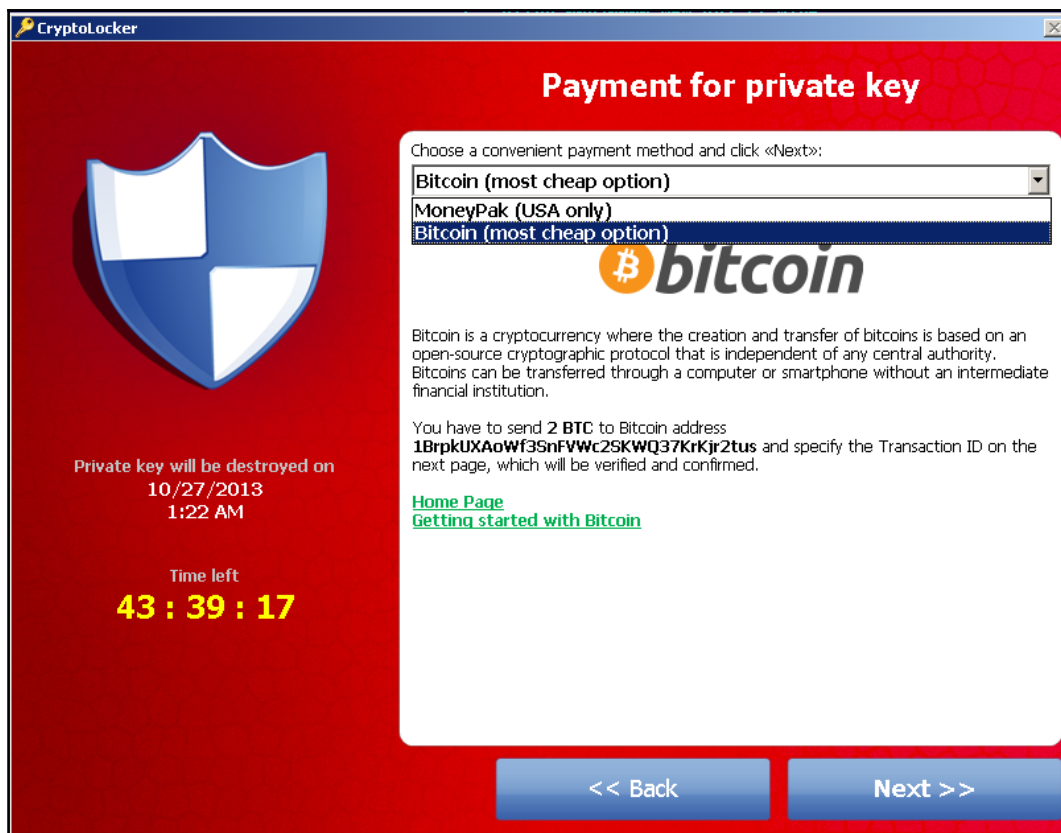 CryptoLocker
Payment for private key
Choose a convenient payment method and click «Next»:
Bitcoin (most cheap option)
MoneyPak (USA only)
Bitcoin (most cheap option)
bitcoin
Bitcoin is a cryptocurrency where the creation and transfer of bitcoins is based on an
open-source cryptographic protocol that is independent of any central authority.
Bitcoins can be transferred through a computer or smartphone without an intermediate
financial institution.
You have to send 2 BTC to Bitcoin address
1BrpkUXAoWf3SnFVWc2SKWQ37KrKjr2tus and specify the Transaction ID on the
next page, which will be verified and confirmed.
Home Page
Getting started with Bitcoin
Private key will be destroyed on
10/27/2013
1:22 AM
Time left
43 : 39 : 17
<< Back
Next >>